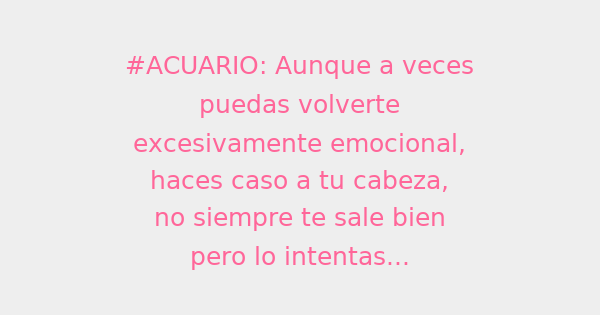 #ACUARIO: Aunque a veces
puedas volverte
excesivamente emocional,
haces caso a tu cabeza,
no siempre te sale bien
pero lo intentas...